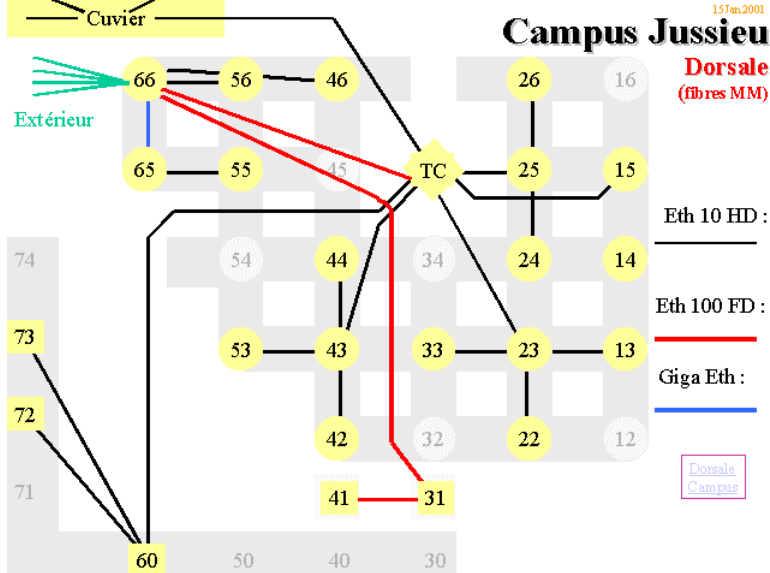 15Jan.2001
Cuvier
Campus Jussieu
Dorsale
(fibres MM)
66 56 46 26 16
Extérieur
65 55 45 TC 25 15
Eth 10 HD :
74 54 44 34 24 14
Eth 100 FD :
73 53 43 33 23 13
Giga Eth :
72 42 32 22 12
Dorsale
Campus
71 41 31
60 50 40 30